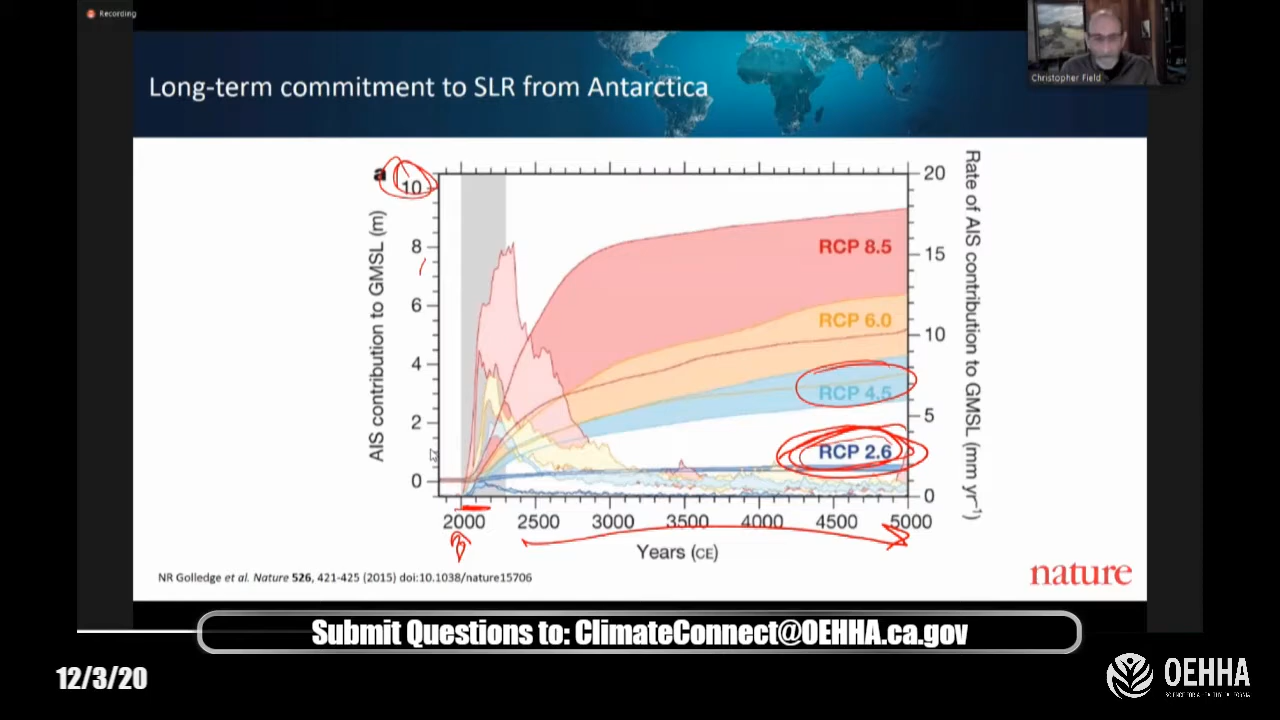 Recording
Christopher Field
Long-term commitment to SLR from Antarctica
a
10
8
6
4
2
0
AIS contribution to GMSL (m)
20
15
10
5
0
Rate of AIS contribution to GMSL (mm yr⁻¹)
RCP 8.5
RCP 6.0
RCP 4.5
RCP 2.6
2000 2500 3000 3500 4000 4500 5000
Years (CE)
NR Golledge et al. Nature 526, 421-425 (2015) doi:10.1038/nature15706
nature
Submit Questions to: ClimateConnect@OEHHA.ca.gov
12/3/20
OEHHA